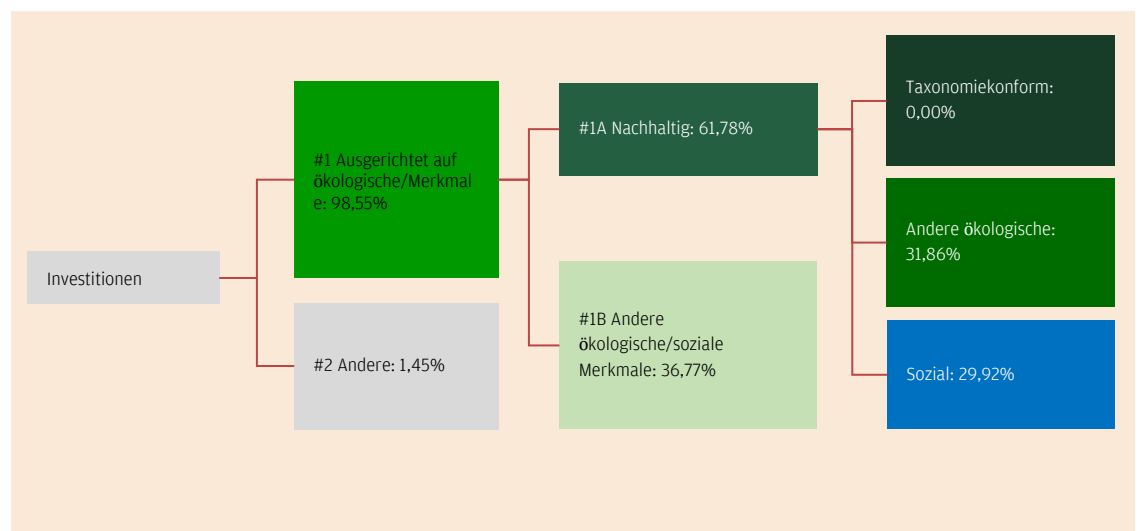 Investitionen
#1 Ausgerichtet auf
ökologische/Merkmal
e: 98,55%
#2 Andere: 1,45%
#1A Nachhaltig: 61,78%
#1B Andere
ökologische/soziale
Merkmale: 36,77%
Taxonomiekonform:
0,00%
Andere ökologische:
31,86%
Sozial: 29,92%